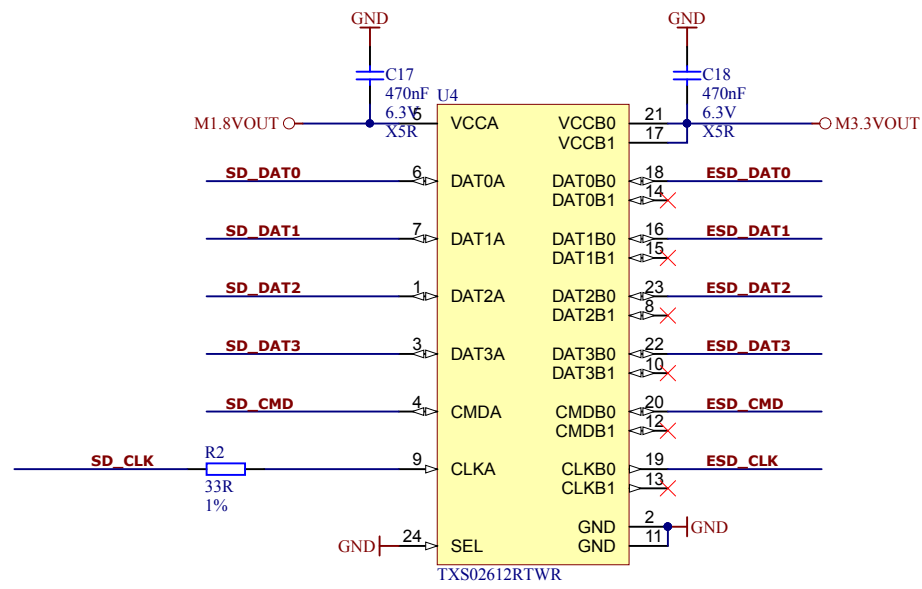 GND
GND
C17
470nF
6.3V
X5R
C18
470nF
6.3V
X5R
U4
M1.8VOUT
5
VCCA
VCCB0
21
M3.3VOUT
VCCB1
17
SD_DAT0
6
DAT0A
DAT0B0
18
ESD_DAT0
DAT0B1
14
SD_DAT1
7
DAT1A
DAT1B0
16
ESD_DAT1
DAT1B1
15
SD_DAT2
1
DAT2A
DAT2B0
23
ESD_DAT2
DAT2B1
8
SD_DAT3
3
DAT3A
DAT3B0
22
ESD_DAT3
DAT3B1
10
SD_CMD
4
CMDA
CMDB0
20
ESD_CMD
CMDB1
12
SD_CLK
R2
33R
1%
9
CLKA
CLKB0
19
ESD_CLK
CLKB1
13
GND
2
GND
GND
24
SEL
GND
11
TXS02612RTWR